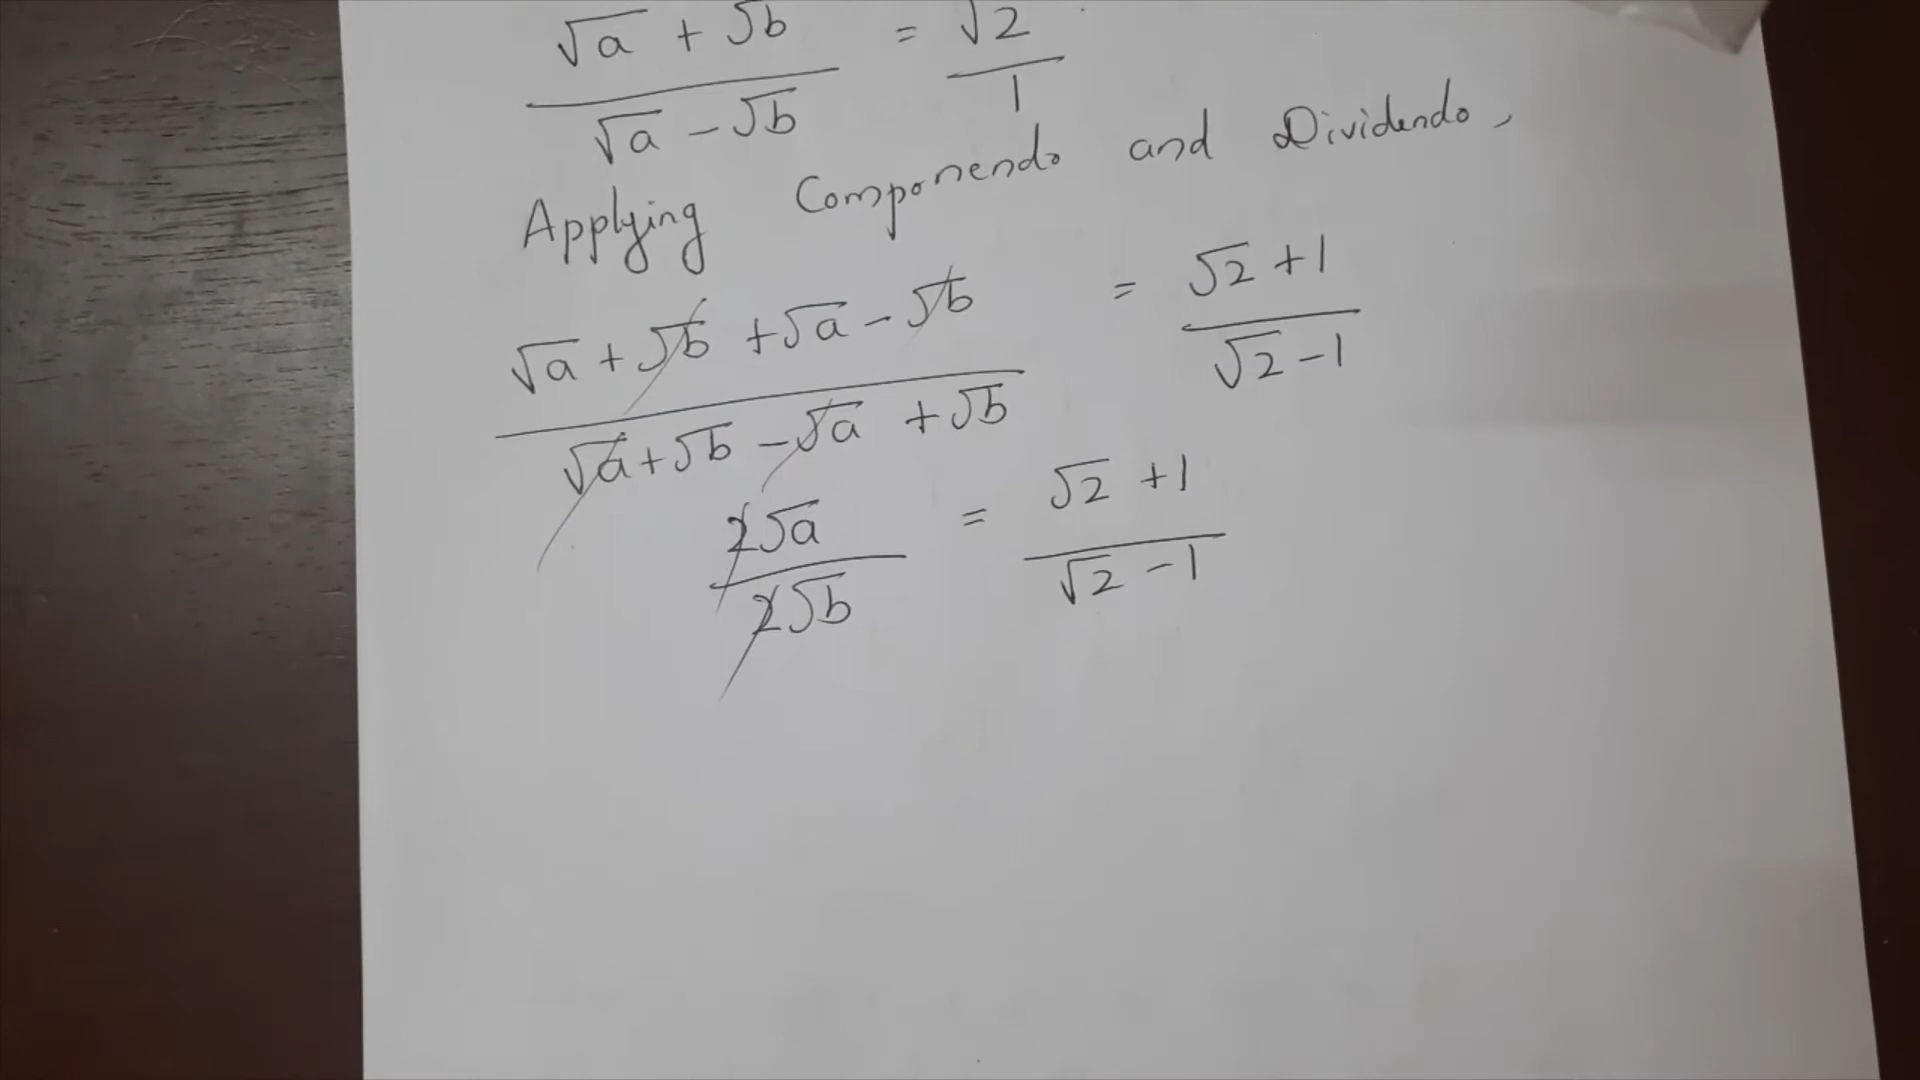 √a + √b / √a - √b = √2 / 1
Applying Componendo and Dividendo,
√a + √b + √a - √b / √a + √b - √a + √b = √2 + 1 / √2 - 1
2√a / 2√b = √2 + 1 / √2 - 1